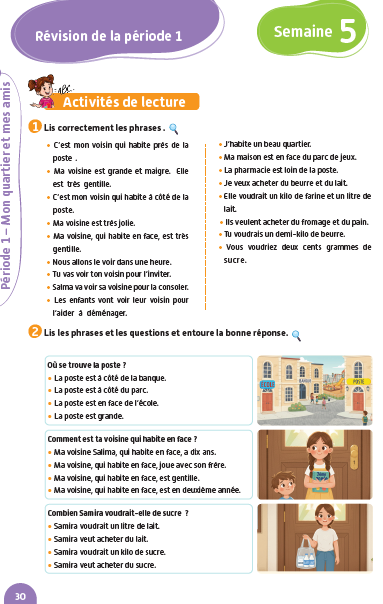 Révision de la période 1
Semaine 5
Période 1 – Mon quartier et mes amis
ABC
Activités de lecture
1 Lis correctement les phrases .
• C'est mon voisin qui habite près de la
poste .
• Ma voisine est grande et maigre. Elle
est très gentille.
• C'est mon voisin qui habite à côté de la
poste.
• Ma voisine est très jolie.
• Ma voisine, qui habite en face, est très
gentille.
• Nous allons le voir dans une heure.
• Tu vas voir ton voisin pour l'inviter.
• Salma va voir sa voisine pour la consoler.
• Les enfants vont voir leur voisin pour
l'aider à déménager.
• J'habite un beau quartier.
• Ma maison est en face du parc de jeux.
• La pharmacie est loin de la poste.
• Je veux acheter du beurre et du lait.
• Elle voudrait un kilo de farine et un litre de
lait.
• Ils veulent acheter du fromage et du pain.
• Tu voudrais un demi-kilo de beurre.
• Vous voudriez deux cents grammes de
sucre.
2 Lis les phrases et les questions et entoure la bonne réponse.
Où se trouve la poste ?
• La poste est à côté de la banque.
• La poste est à côté du parc.
• La poste est en face de l'école.
• La poste est grande.
ECOLE
BANQUE
POSTE
Comment est ta voisine qui habite en face ?
• Ma voisine Salima, qui habite en face, a dix ans.
• Ma voisine, qui habite en face, joue avec son frère.
• Ma voisine, qui habite en face, est gentille.
• Ma voisine, qui habite en face, est en deuxième année.
Combien Samira voudrait-elle de sucre ?
• Samira voudrait un litre de lait.
• Samira veut acheter du lait.
• Samira voudrait un kilo de sucre.
• Samira veut acheter du sucre.
30